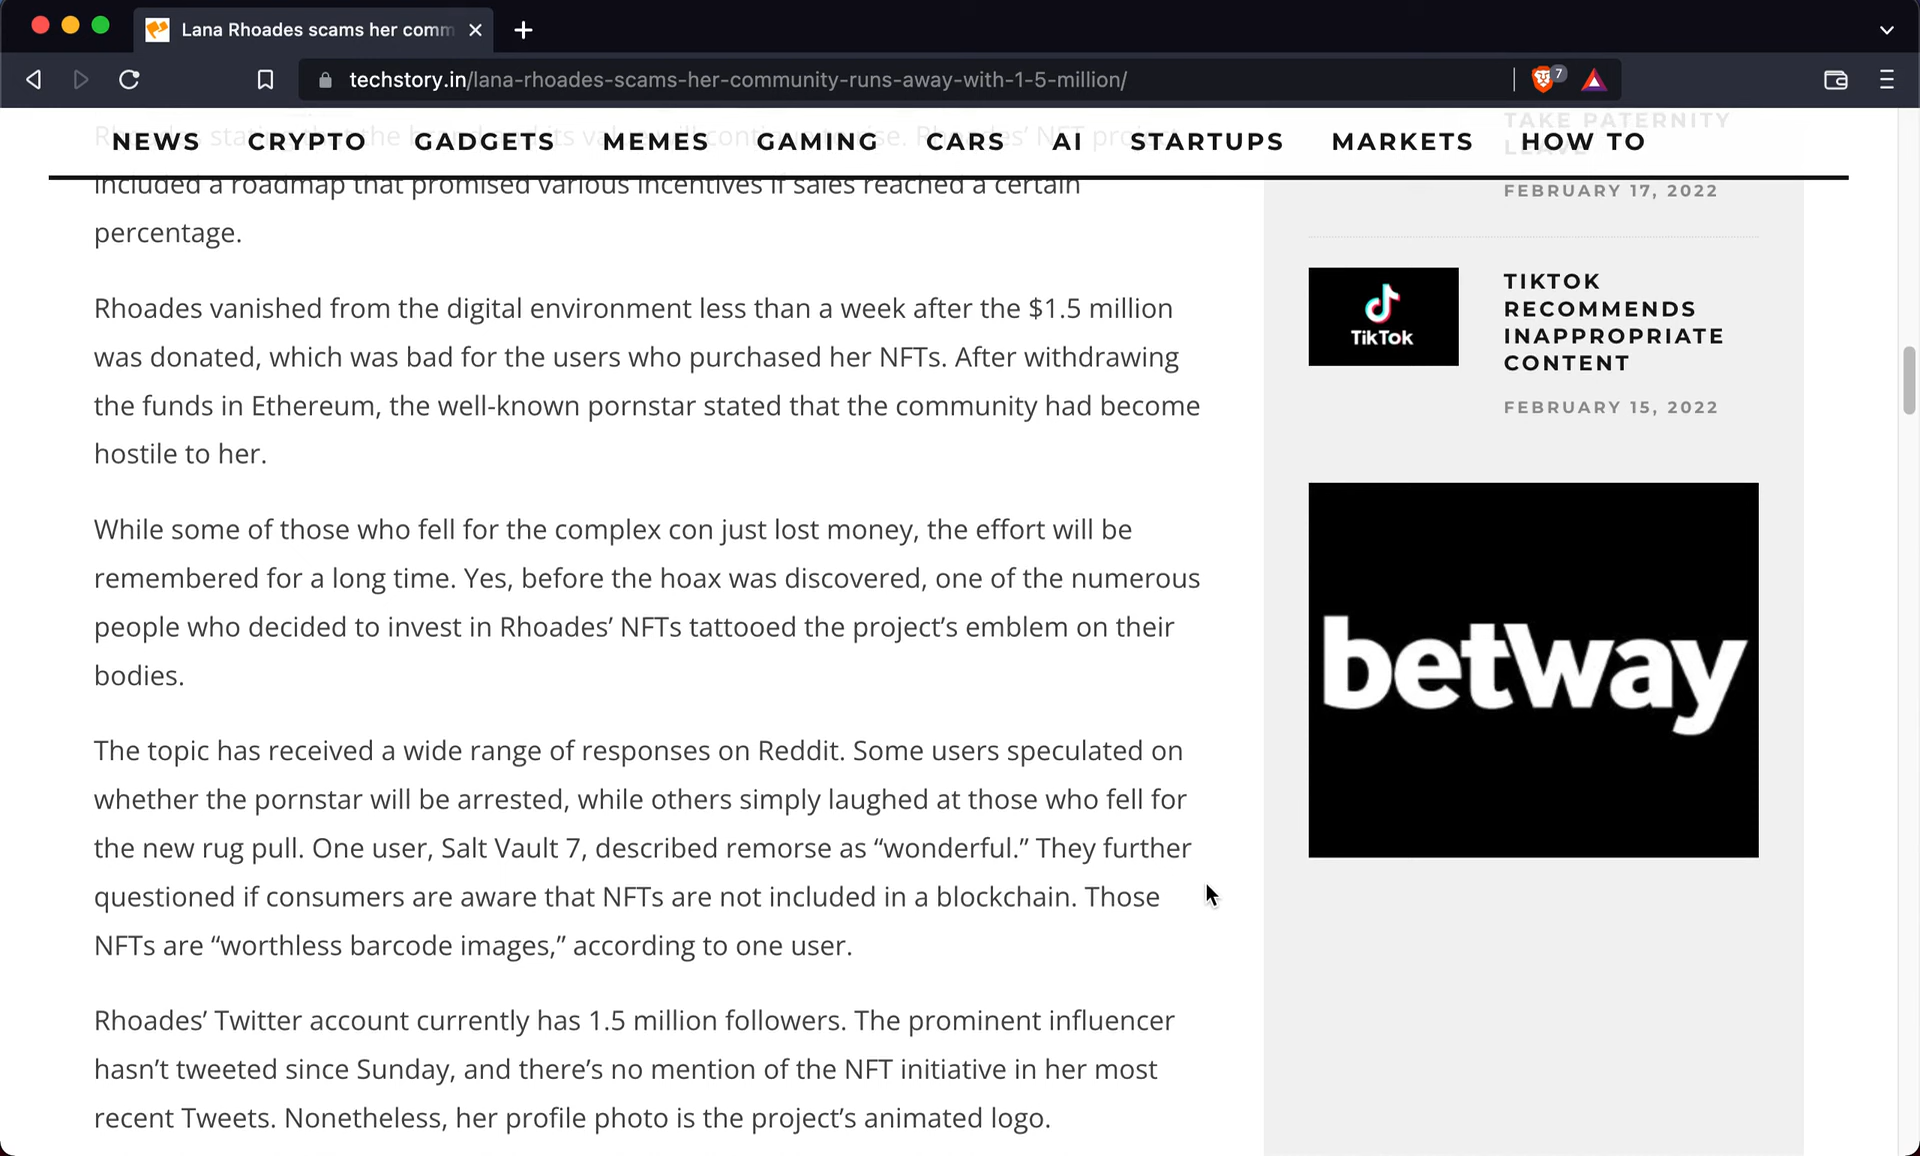 Lana Rhoades scams her comm
techstory.in/lana-rhoades-scams-her-community-runs-away-with-1-5-million/
7
Rhoades stating that the brand and its value will continue to rise. Rhoades’ NFT project
NEWS CRYPTO GADGETS MEMES GAMING CARS AI STARTUPS MARKETS HOW TO
included a roadmap that promised various incentives if sales reached a certain
percentage.
Rhoades vanished from the digital environment less than a week after the $1.5 million
was donated, which was bad for the users who purchased her NFTs. After withdrawing
the funds in Ethereum, the well-known pornstar stated that the community had become
hostile to her.
While some of those who fell for the complex con just lost money, the effort will be
remembered for a long time. Yes, before the hoax was discovered, one of the numerous
people who decided to invest in Rhoades’ NFTs tattooed the project’s emblem on their
bodies.
The topic has received a wide range of responses on Reddit. Some users speculated on
whether the pornstar will be arrested, while others simply laughed at those who fell for
the new rug pull. One user, Salt Vault 7, described remorse as “wonderful.” They further
questioned if consumers are aware that NFTs are not included in a blockchain. Those
NFTs are “worthless barcode images,” according to one user.
Rhoades’ Twitter account currently has 1.5 million followers. The prominent influencer
hasn’t tweeted since Sunday, and there’s no mention of the NFT initiative in her most
recent Tweets. Nonetheless, her profile photo is the project’s animated logo.
TAKE PATERNITY
LEAVE
FEBRUARY 17, 2022
TikTok
TIKTOK
RECOMMENDS
INAPPROPRIATE
CONTENT
FEBRUARY 15, 2022
betway